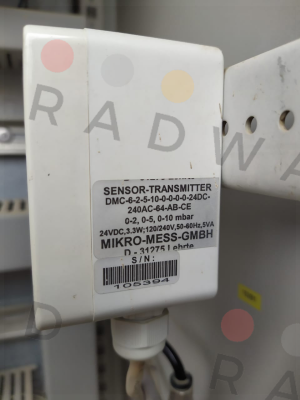 RADWA
SENSOR-TRANSMITTER
DMC-6-2-5-10-0-0-0-0-24DC-
240AC-64-AB-CE
0-2, 0-5, 0-10 mbar
24VDC,3.3W;120/240V,50-60Hz,5VA
MIKRO-MESS-GMBH
D - 31275 Lehrte
S/N:
105394